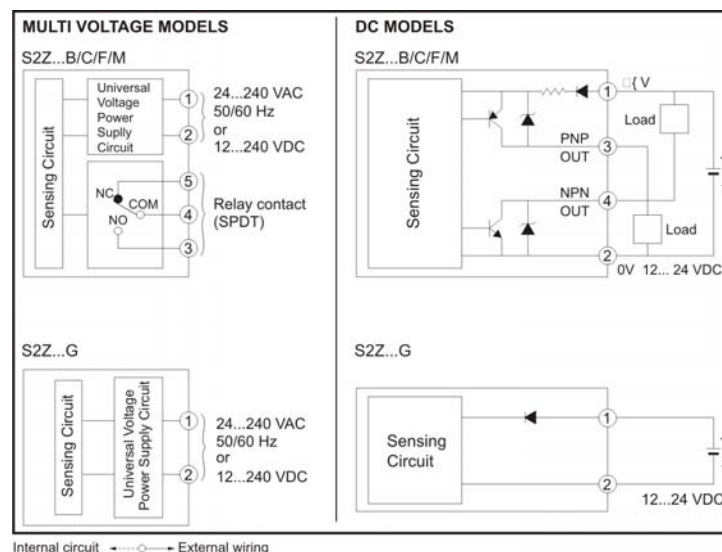 MULTI VOLTAGE MODELS
S2Z...B/C/F/M
Sensing Circuit
Universal
Voltage
Power
Suplly
Circuit
1
2
24...240 VAC
50/60 Hz
or
12...240 VDC
NC
COM
NO
5
4
3
Relay contact
(SPDT)
S2Z...G
Sensing Circuit
Universal Voltage
Power Supply Circuit
1
2
24...240 VAC
50/60 Hz
or
12...240 VDC
DC MODELS
S2Z...B/C/F/M
Sensing Circuit
1
{ V
Load
PNP
OUT
3
NPN
OUT
4
Load
2
0V 12... 24 VDC
S2Z...G
Sensing
Circuit
1
2
12...24 VDC
Internal circuit External wiring